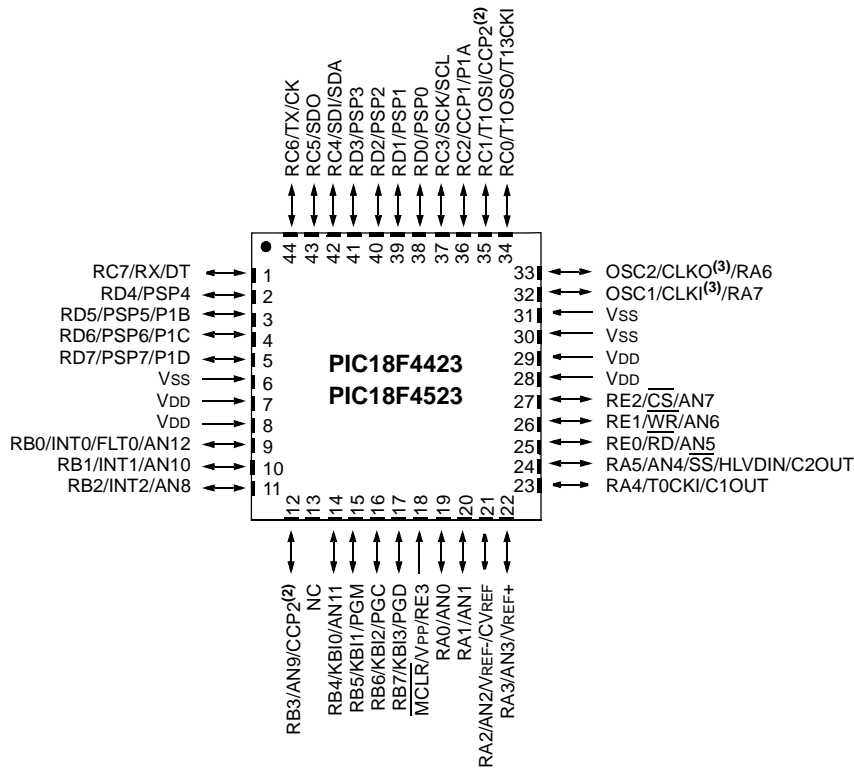 RC6/TX/CK
RC5/SDO
RC4/SDI/SDA
RD3/PSP3
RD2/PSP2
RD1/PSP1
RD0/PSP0
RC3/SCK/SCL
RC2/CCP1/P1A
RC1/T1OSI/CCP2(2)
RC0/T1OSO/T13CKI
44
43
42
41
40
39
38
37
36
35
34
RC7/RX/DT 1
RD4/PSP4 2
RD5/PSP5/P1B 3
RD6/PSP6/P1C 4
RD7/PSP7/P1D 5
VSS 6
VDD 7
VDD 8
RB0/INT0/FLT0/AN12 9
RB1/INT1/AN10 10
RB2/INT2/AN8 11
PIC18F4423
PIC18F4523
33 OSC2/CLKO(3)/RA6
32 OSC1/CLKI(3)/RA7
31 VSS
30 VSS
29 VDD
28 VDD
27 RE2/CS/AN7
26 RE1/WR/AN6
25 RE0/RD/AN5
24 RA5/AN4/SS/HLVDIN/C2OUT
23 RA4/T0CKI/C1OUT
12
13
14
15
16
17
18
19
20
21
22
RB3/AN9/CCP2(2)
NC
RB4/KBI0/AN11
RB5/KBI1/PGM
RB6/KBI2/PGC
RB7/KBI3/PGD
MCLR/VPP/RE3
RA0/AN0
RA1/AN1
RA2/AN2/VREF-/CVREF
RA3/AN3/VREF+